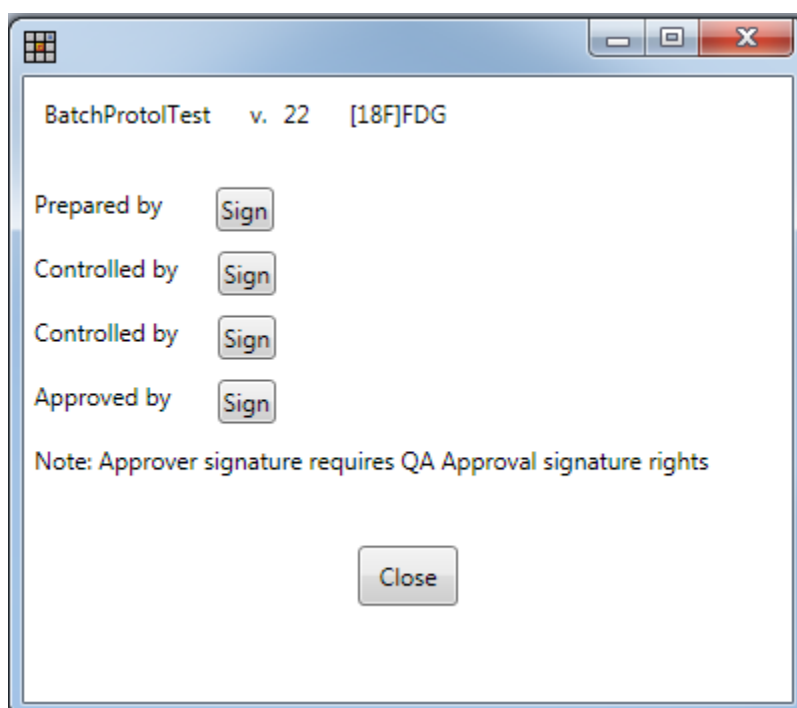 BatchProtolTest v. 22 [18F]FDG
Prepared by Sign
Controlled by Sign
Controlled by Sign
Approved by Sign
Note: Approver signature requires QA Approval signature rights
Close